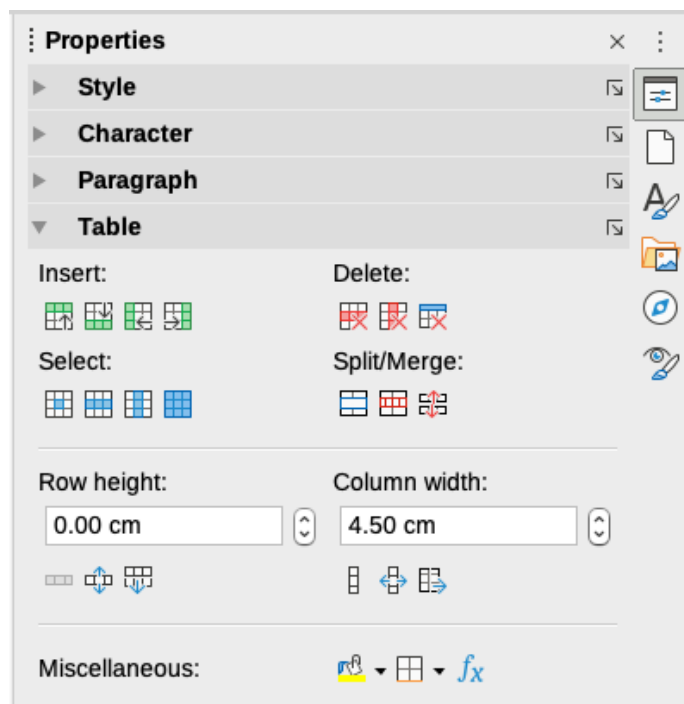 Properties
Style
Character
Paragraph
Table
Insert: Delete:
Select: Split/Merge:
Row height: Column width:
0.00 cm 4.50 cm
Miscellaneous: fx